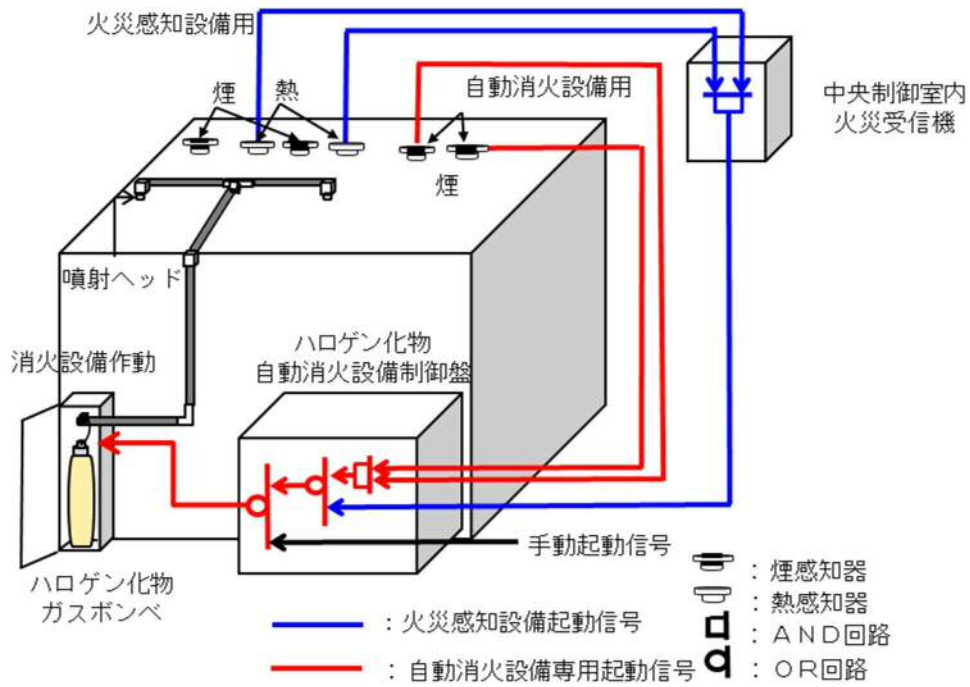 火災感知設備用
煙
熱
自動消火設備用
中央制御室内
火災受信機
煙
噴射ヘッド
消火設備作動
ハロゲン化物
自動消火設備制御盤
手動起動信号
ハロゲン化物
ガスボンベ
：煙感知器
：熱感知器
：ＡＮＤ回路
：ＯＲ回路
：火災感知設備起動信号
：自動消火設備専用起動信号